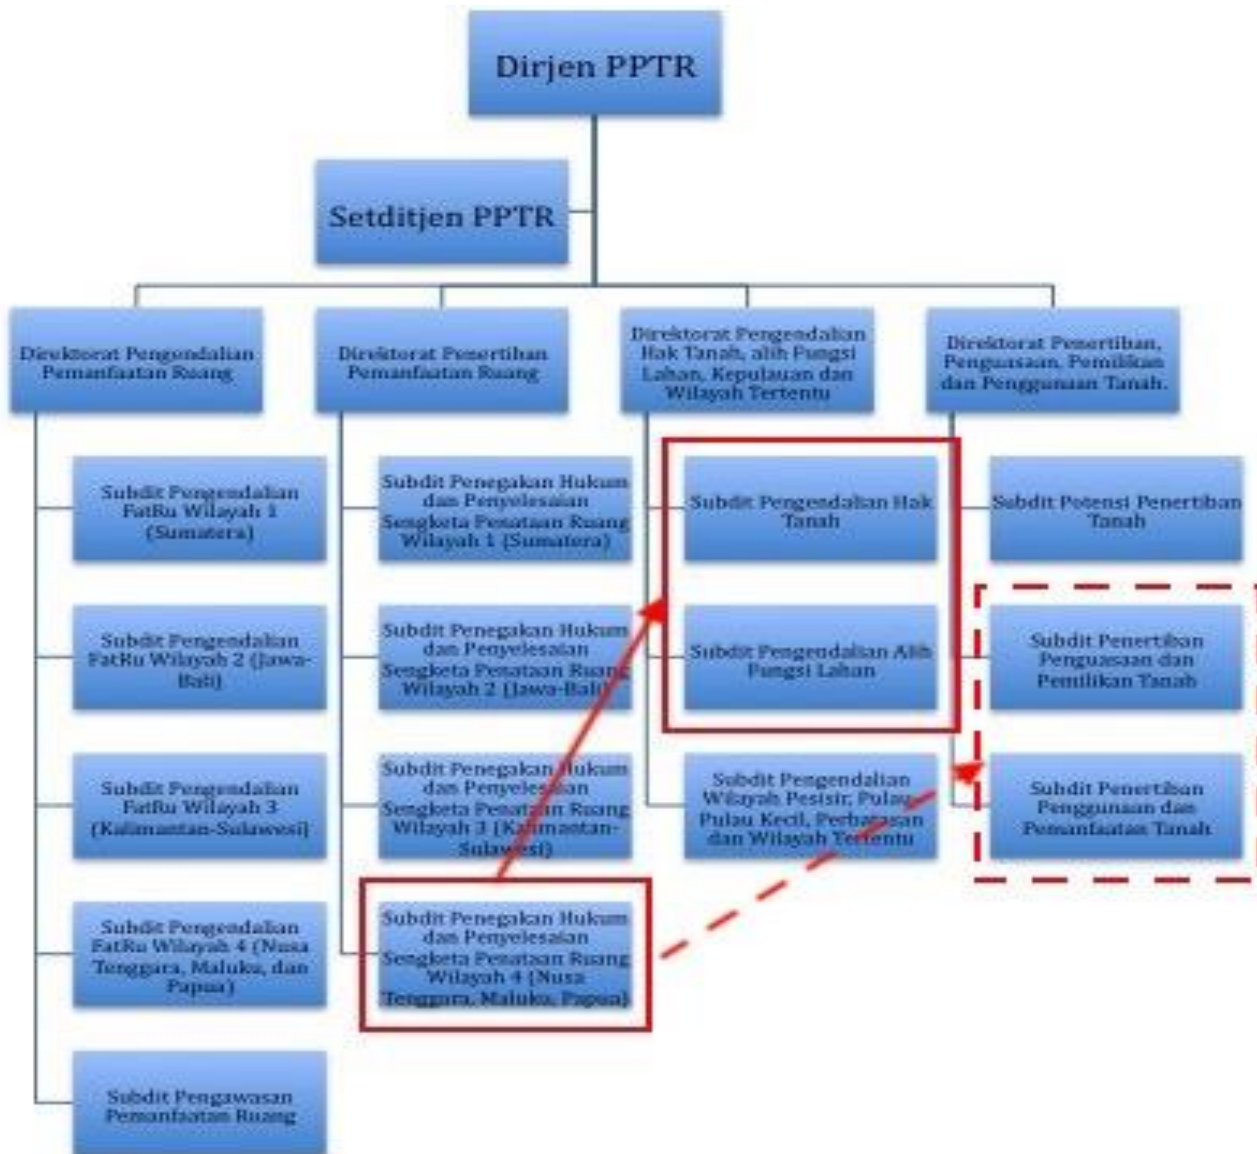 Dirjen PPTR
Setditjen PPTR
Direktorat Pengendalian
Pemanfaatan Ruang
Direktorat Penertiban
Pemanfaatan Ruang
Direktorat Pengendalian
Hak Tanah, alih Fungsi
Lahan, Kepulauan dan
Wilayah Tertentu
Direktorat Penertiban,
Penguasaan, Pemilikan
dan Penggunaan Tanah.
Subdit Pengendalian
FatRu Wilayah 1
(Sumatera)
Subdit Pengendalian
FatRu Wilayah 2 (Jawa-
Bali)
Subdit Pengendalian
FatRu Wilayah 3
(Kalimantan-Sulawesi)
Subdit Pengendalian
FatRu Wilayah 4 (Nusa
Tenggara, Maluku, dan
Papua)
Subdit Pengawasan
Pemanfaatan Ruang
Subdit Penegakan Hukum
dan Penyelesaian
Sengketa Penataan Ruang
Wilayah 1 (Sumatera)
Subdit Penegakan Hukum
dan Penyelesaian
Sengketa Penataan Ruang
Wilayah 2 (Jawa-Bali)
Subdit Penegakan Hukum
dan Penyelesaian
Sengketa Penataan Ruang
Wilayah 3 (Kalimantan-
Sulawesi)
Subdit Penegakan Hukum
dan Penyelesaian
Sengketa Penataan Ruang
Wilayah 4 (Nusa
Tenggara, Maluku, Papua)
Subdit Pengendalian Hak
Tanah
Subdit Pengendalian Alih
Fungsi Lahan
Subdit Pengendalian
Wilayah Pesisir, Pulau-
Pulau Kecil, Perbatasan
dan Wilayah Tertentu
Subdit Potensi Penertiban
Tanah
Subdit Penertiban
Penguasaan dan
Pemilikan Tanah
Subdit Penertiban
Penggunaan dan
Pemanfaatan Tanah